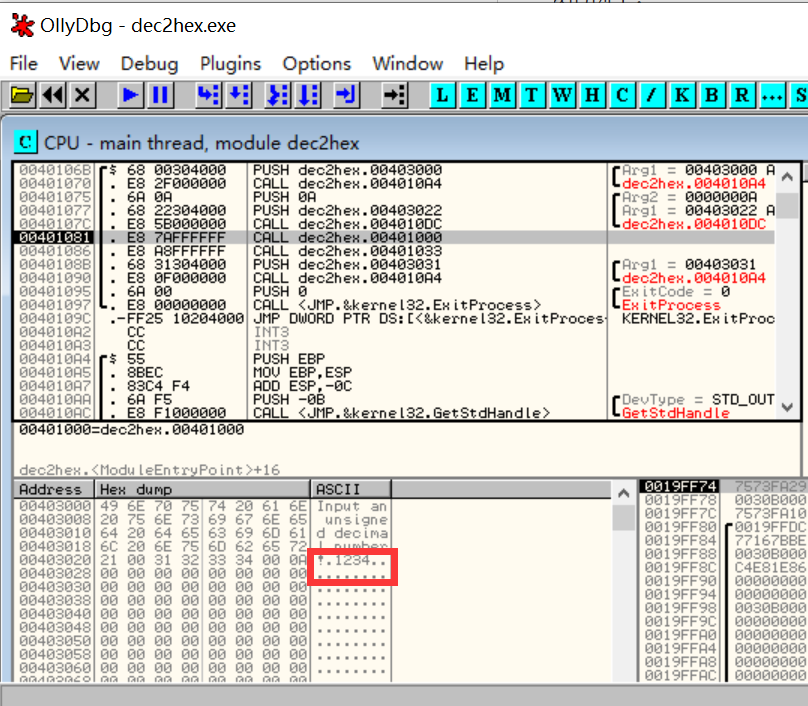 OllyDbg - dec2hex.exe
File View Debug Plugins Options Window Help
L E M T W H C / K B R ... S
C CPU - main thread, module dec2hex
0040106B $ 68 00304000 PUSH dec2hex.00403000 Arg1 = 00403000 A
00401070 . E8 2F000000 CALL dec2hex.004010A4 dec2hex.004010A4
00401075 . 6A 0A PUSH 0A Arg2 = 0000000A
00401077 . 68 22304000 PUSH dec2hex.00403022 Arg1 = 00403022 A
0040107C . E8 5B000000 CALL dec2hex.004010DC dec2hex.004010DC
00401081 . E8 7AFFFFFF CALL dec2hex.00401000
00401086 . E8 A8FFFFFF CALL dec2hex.00401033
0040108B . 68 31304000 PUSH dec2hex.00403031 Arg1 = 00403031
00401090 . E8 0F000000 CALL dec2hex.004010A4 dec2hex.004010A4
00401095 . 6A 00 PUSH 0 ExitCode = 0
00401097 . E8 00000000 CALL <JMP.&kernel32.ExitProcess> ExitProcess
0040109C .-FF25 10204000 JMP DWORD PTR DS:[<&kernel32.ExitProces KERNEL32.ExitProc
004010A2 CC INT3
004010A3 CC INT3
004010A4 $ 55 PUSH EBP
004010A5 . 8BEC MOV EBP,ESP
004010A7 . 83C4 F4 ADD ESP,-0C
004010AA . 6A F5 PUSH -0B DevType = STD_OUT
004010AC . E8 F1000000 CALL <JMP.&kernel32.GetStdHandle> GetStdHandle
00401000=dec2hex.00401000
dec2hex.<ModuleEntryPoint>+16
Address Hex dump ASCII
00403000 49 6E 70 75 74 20 61 6E Input an
00403008 20 75 6E 73 69 67 6E 65 unsigne
00403010 64 20 64 65 63 69 6D 61 d decima
00403018 6C 20 6E 75 6D 62 65 72 l number
00403020 21 00 31 32 33 34 00 0A !.1234..
00403028 00 00 00 00 00 00 00 00 ........
00403030 00 00 00 00 00 00 00 00 ........
00403038 00 00 00 00 00 00 00 00 ........
00403040 00 00 00 00 00 00 00 00 ........
00403048 00 00 00 00 00 00 00 00 ........
00403050 00 00 00 00 00 00 00 00 ........
00403058 00 00 00 00 00 00 00 00 ........
00403060 00 00 00 00 00 00 00 00 ........
00403068 00 00 00 00 00 00 00 00 ........
0019FF74 7573FA29
0019FF78 0030B000
0019FF7C 7573FA10
0019FF80 0019FFDC
0019FF84 77167BBE
0019FF88 0030B000
0019FF8C C4E81E86
0019FF90 00000000
0019FF94 00000000
0019FF98 0030B000
0019FF9C 00000000
0019FFA0 00000000
0019FFA4 00000000
0019FFA8 00000000
0019FFAC 00000000